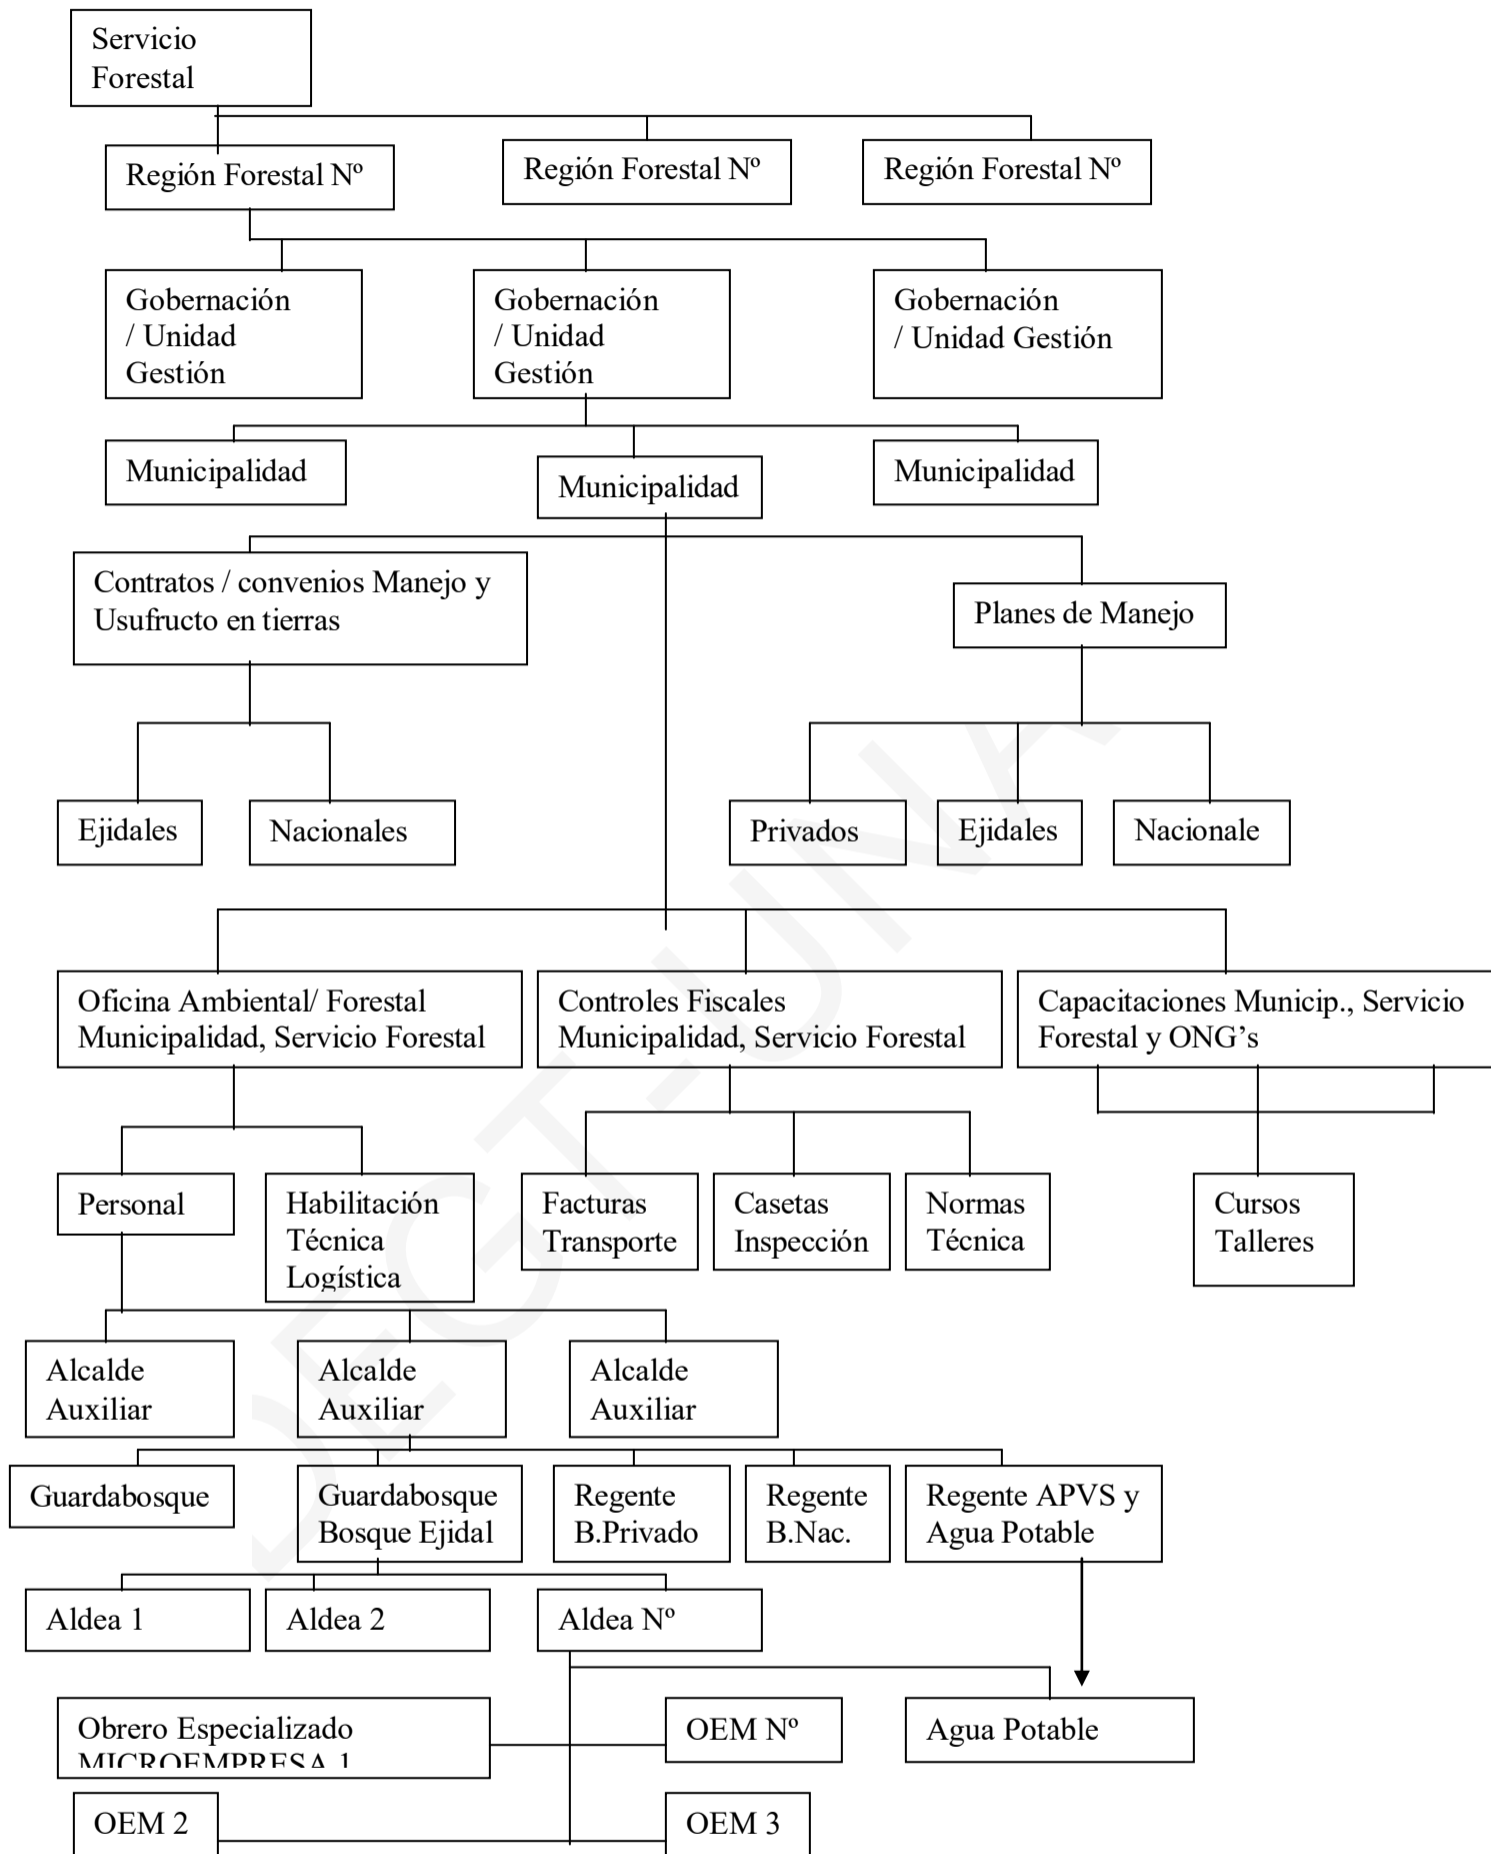 Servicio
Forestal
Región Forestal Nº
Región Forestal Nº
Región Forestal Nº
Gobernación
/ Unidad
Gestión
Gobernación
/ Unidad
Gestión
Gobernación
/ Unidad Gestión
Municipalidad
Municipalidad
Municipalidad
Contratos / convenios Manejo y
Usufructo en tierras
Planes de Manejo
Ejidales
Nacionales
Privados
Ejidales
Nacionale
Oficina Ambiental/ Forestal
Municipalidad, Servicio Forestal
Controles Fiscales
Municipalidad, Servicio Forestal
Capacitaciones Municip., Servicio
Forestal y ONG’s
Personal
Habilitación
Técnica
Logística
Facturas
Transporte
Casetas
Inspección
Normas
Técnica
Cursos
Talleres
Alcalde
Auxiliar
Alcalde
Auxiliar
Alcalde
Auxiliar
Guardabosque
Guardabosque
Bosque Ejidal
Regente
B.Privado
Regente
B.Nac.
Regente APVS y
Agua Potable
Aldea 1
Aldea 2
Aldea Nº
Obrero Especializado
MICROEMPRESA 1
OEM Nº
Agua Potable
OEM 2
OEM 3
DEGT-UNA